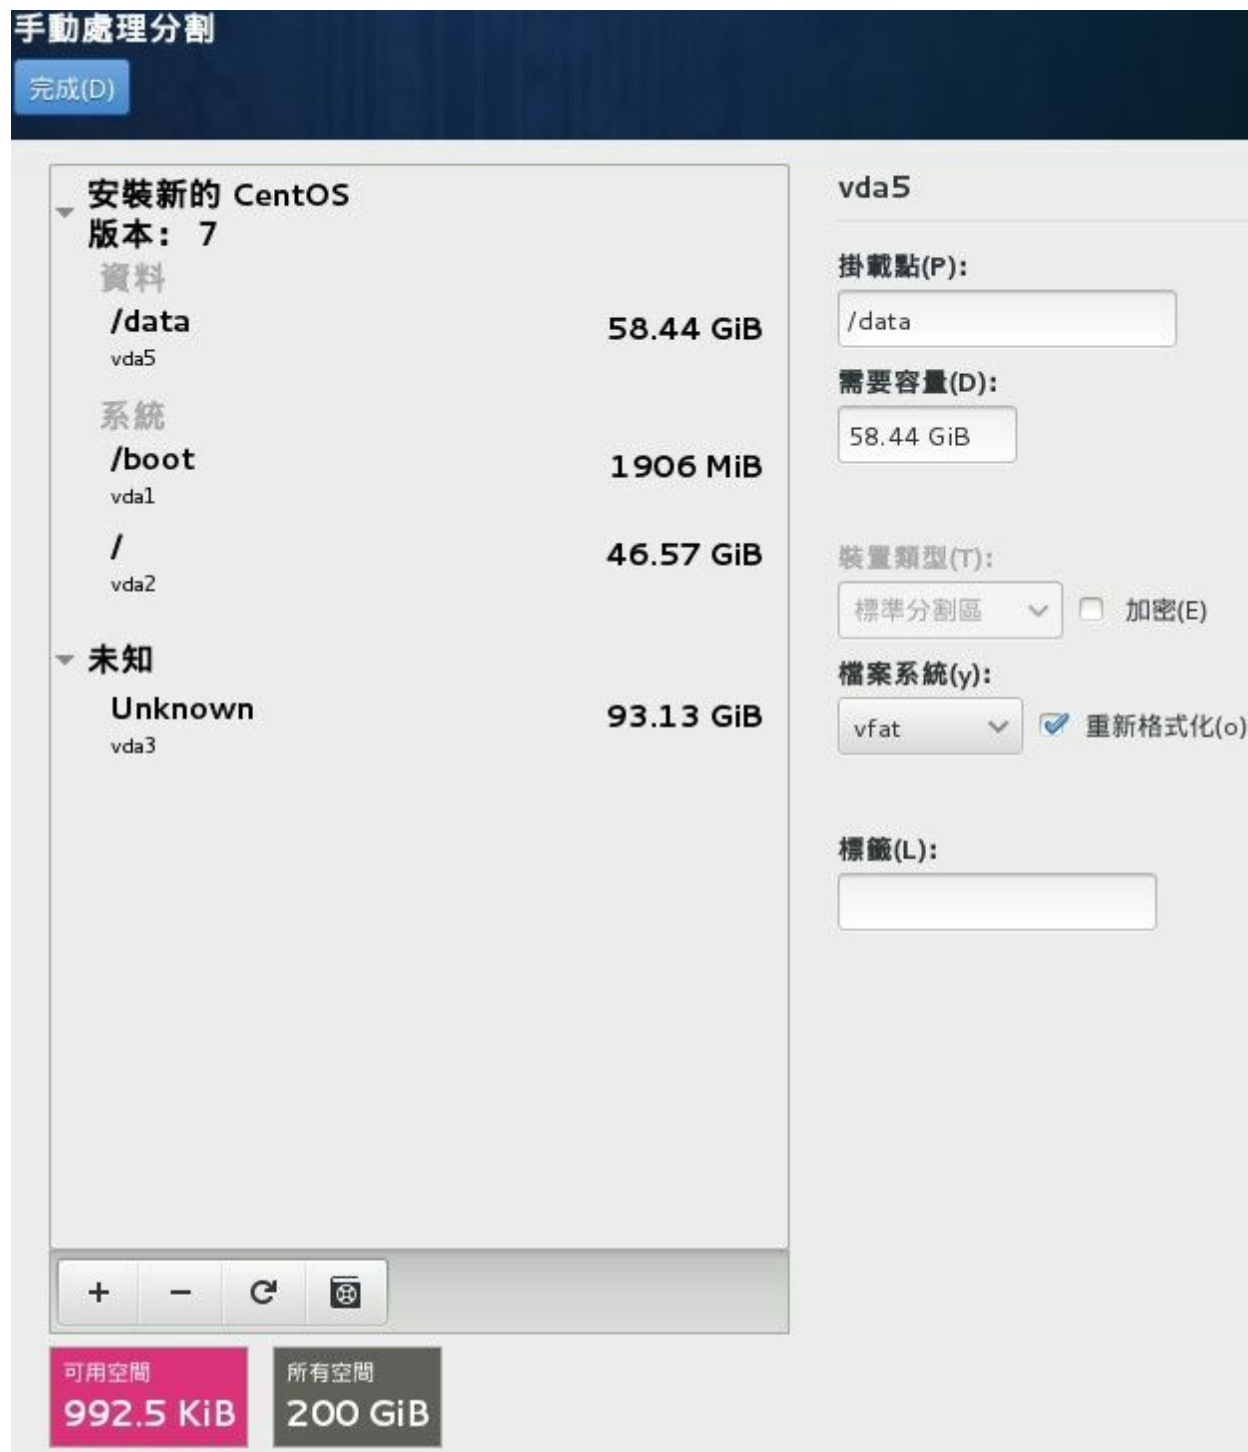 手動處理分割
完成(D)
安裝新的 CentOS
版本: 7
資料
/data 58.44 GiB
vda5
系統
/boot 1906 MiB
vda1
/ 46.57 GiB
vda2
未知
Unknown 93.13 GiB
vda3
+ − 
可用空間
992.5 KiB
所有空間
200 GiB
vda5
掛載點(P):
/data
需要容量(D):
58.44 GiB
裝置類型(T):
標準分割區
加密(E)
檔案系統(y):
vfat
重新格式化(o)
標籤(L):